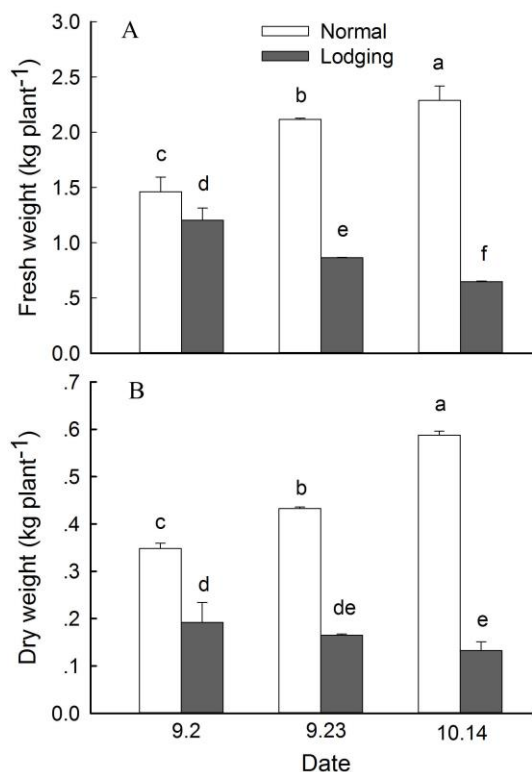 A
Normal
Lodging
Fresh weight (kg plant⁻¹)
3.0
2.5
2.0
1.5
1.0
.5
0.0
c
d
b
e
a
f
B
Dry weight (kg plant⁻¹)
.7
.6
.5
.4
.3
.2
.1
0.0
c
d
b
de
a
e
9.2 9.23 10.14
Date